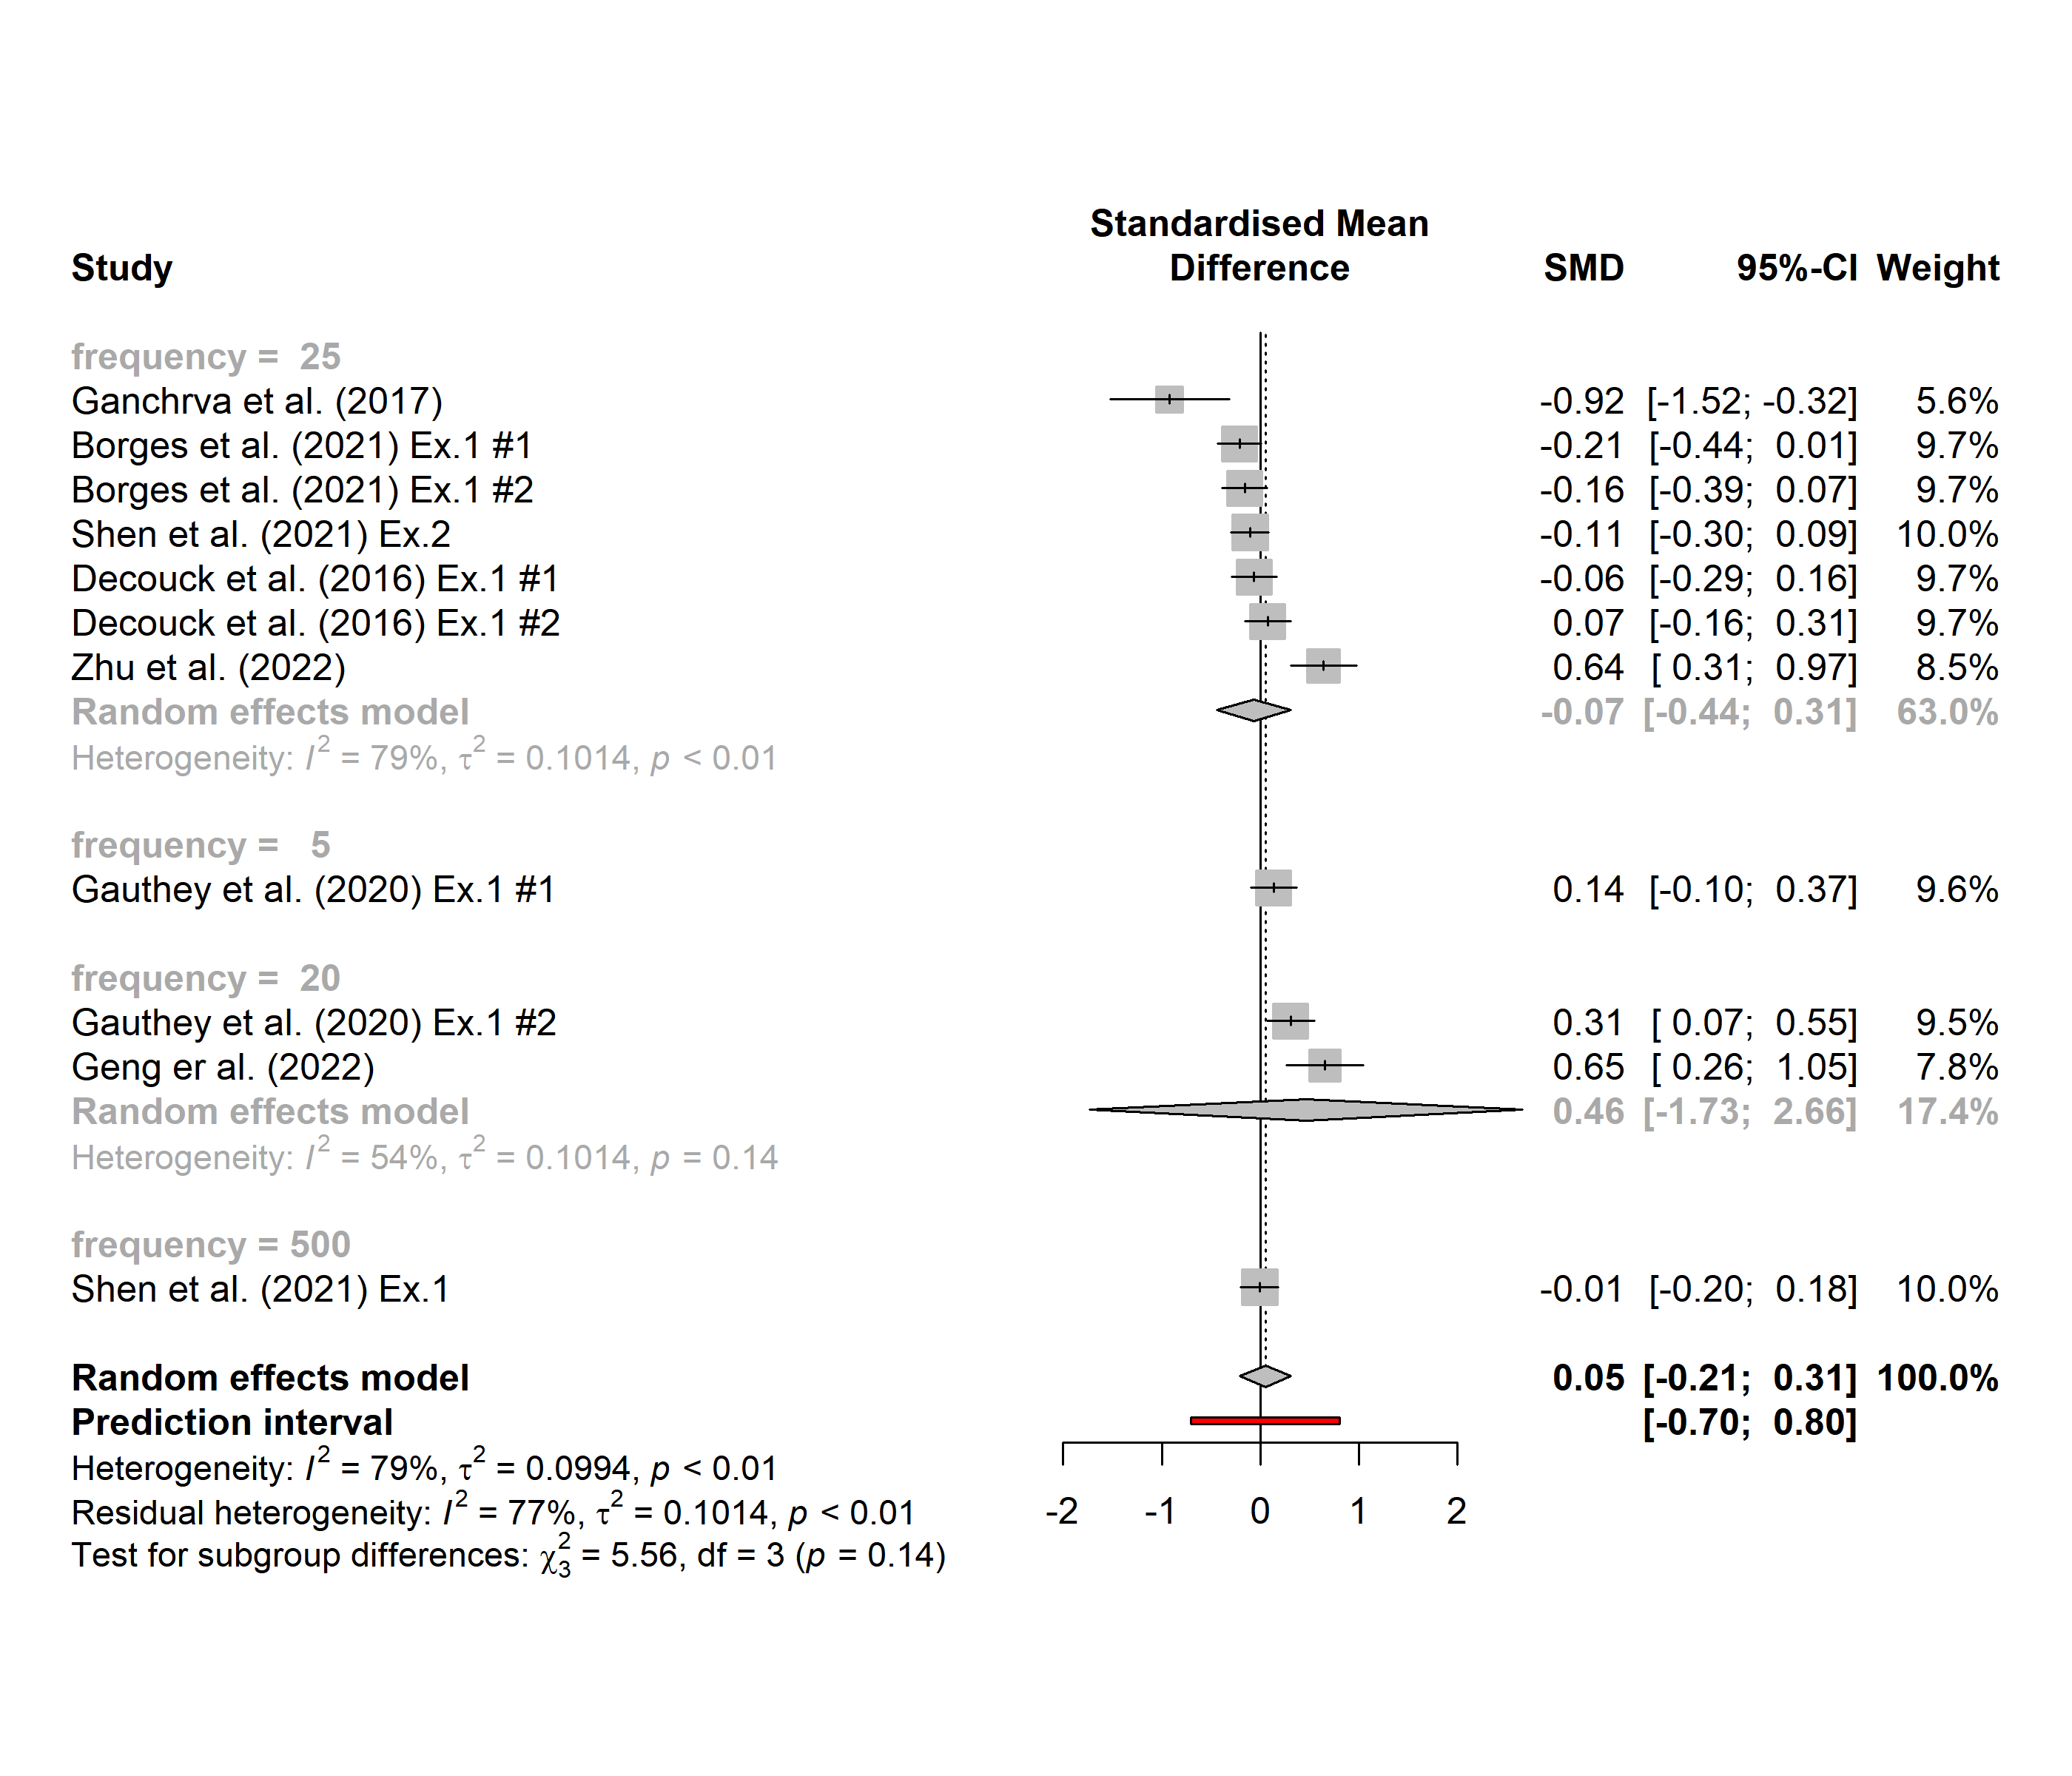 Standardised Mean
Study Difference SMD 95%-CI Weight
frequency = 25
Ganchrva et al. (2017) -0.92 [-1.52; -0.32] 5.6%
Borges et al. (2021) Ex.1 #1 -0.21 [-0.44; 0.01] 9.7%
Borges et al. (2021) Ex.1 #2 -0.16 [-0.39; 0.07] 9.7%
Shen et al. (2021) Ex.2 -0.11 [-0.30; 0.09] 10.0%
Decouck et al. (2016) Ex.1 #1 -0.06 [-0.29; 0.16] 9.7%
Decouck et al. (2016) Ex.1 #2 0.07 [-0.16; 0.31] 9.7%
Zhu et al. (2022) 0.64 [ 0.31; 0.97] 8.5%
Random effects model -0.07 [-0.44; 0.31] 63.0%
Heterogeneity: I² = 79%, τ² = 0.1014, p < 0.01
frequency = 5
Gauthey et al. (2020) Ex.1 #1 0.14 [-0.10; 0.37] 9.6%
frequency = 20
Gauthey et al. (2020) Ex.1 #2 0.31 [ 0.07; 0.55] 9.5%
Geng er al. (2022) 0.65 [ 0.26; 1.05] 7.8%
Random effects model 0.46 [-1.73; 2.66] 17.4%
Heterogeneity: I² = 54%, τ² = 0.1014, p = 0.14
frequency = 500
Shen et al. (2021) Ex.1 -0.01 [-0.20; 0.18] 10.0%
Random effects model 0.05 [-0.21; 0.31] 100.0%
Prediction interval [-0.70; 0.80]
Heterogeneity: I² = 79%, τ² = 0.0994, p < 0.01
Residual heterogeneity: I² = 77%, τ² = 0.1014, p < 0.01
-2 -1 0 1 2
Test for subgroup differences: χ²₃ = 5.56, df = 3 (p = 0.14)